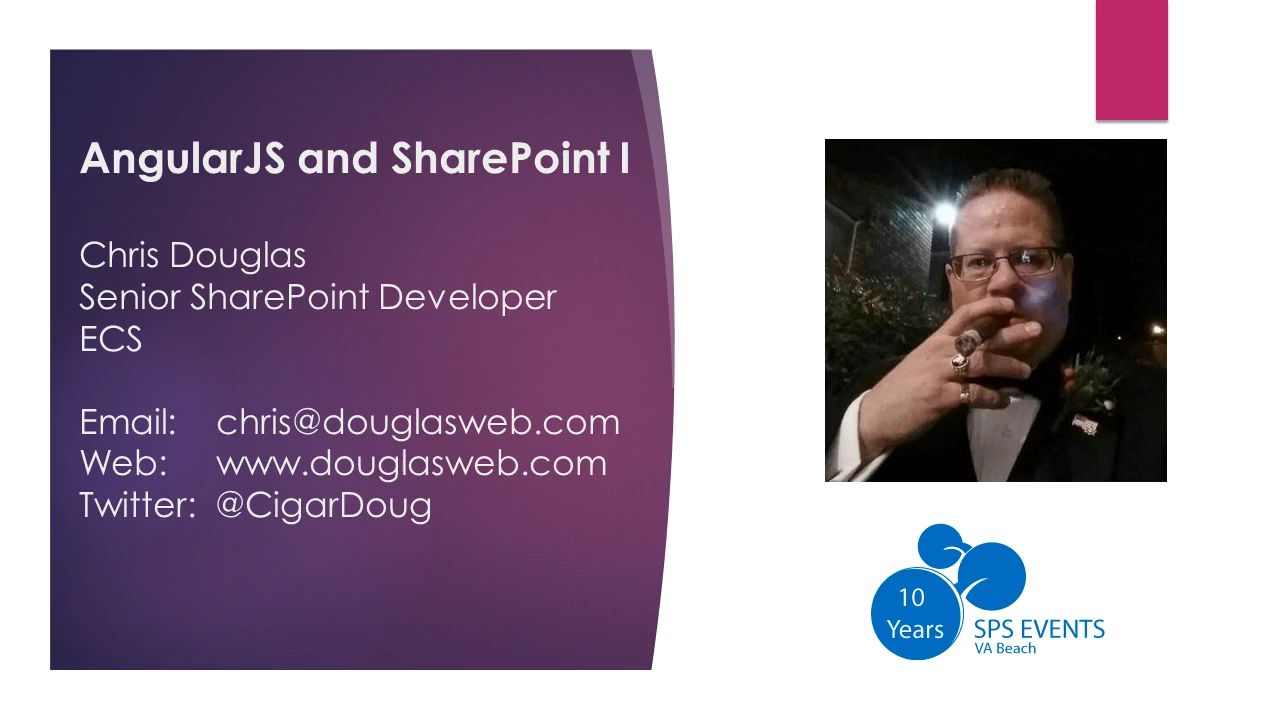 AngularJS and SharePoint I
Chris Douglas
Senior SharePoint Developer
ECS
Email: chris@douglasweb.com
Web: www.douglasweb.com
Twitter: @CigarDoug
10
Years
SPS EVENTS
VA Beach